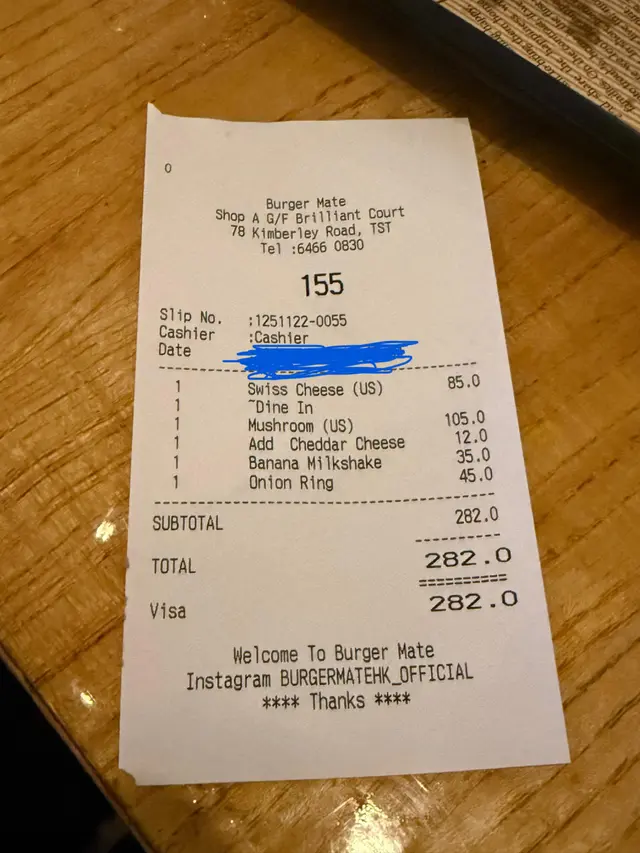 0
Burger Mate
Shop A G/F Brilliant Court
78 Kimberley Road, TST
Tel :6466 0830
155
Slip No. :1251122-0055
Cashier :Cashier
Date
1 Swiss Cheese (US) 85.0
1 ~Dine In
1 Mushroom (US) 105.0
1 Add Cheddar Cheese 12.0
1 Banana Milkshake 35.0
1 Onion Ring 45.0
SUBTOTAL 282.0
TOTAL 282.0
Visa 282.0
Welcome To Burger Mate
Instagram BURGERMATEHK_OFFICIAL
**** Thanks ****